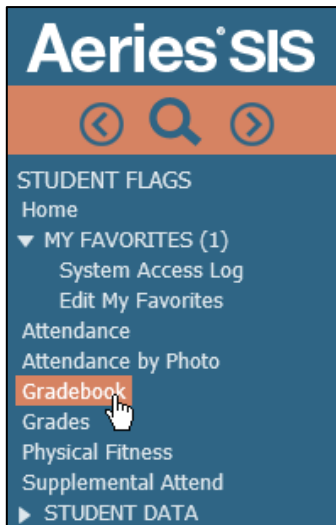 Aeries® SIS
STUDENT FLAGS
Home
MY FAVORITES (1)
System Access Log
Edit My Favorites
Attendance
Attendance by Photo
Gradebook
Grades
Physical Fitness
Supplemental Attend
STUDENT DATA